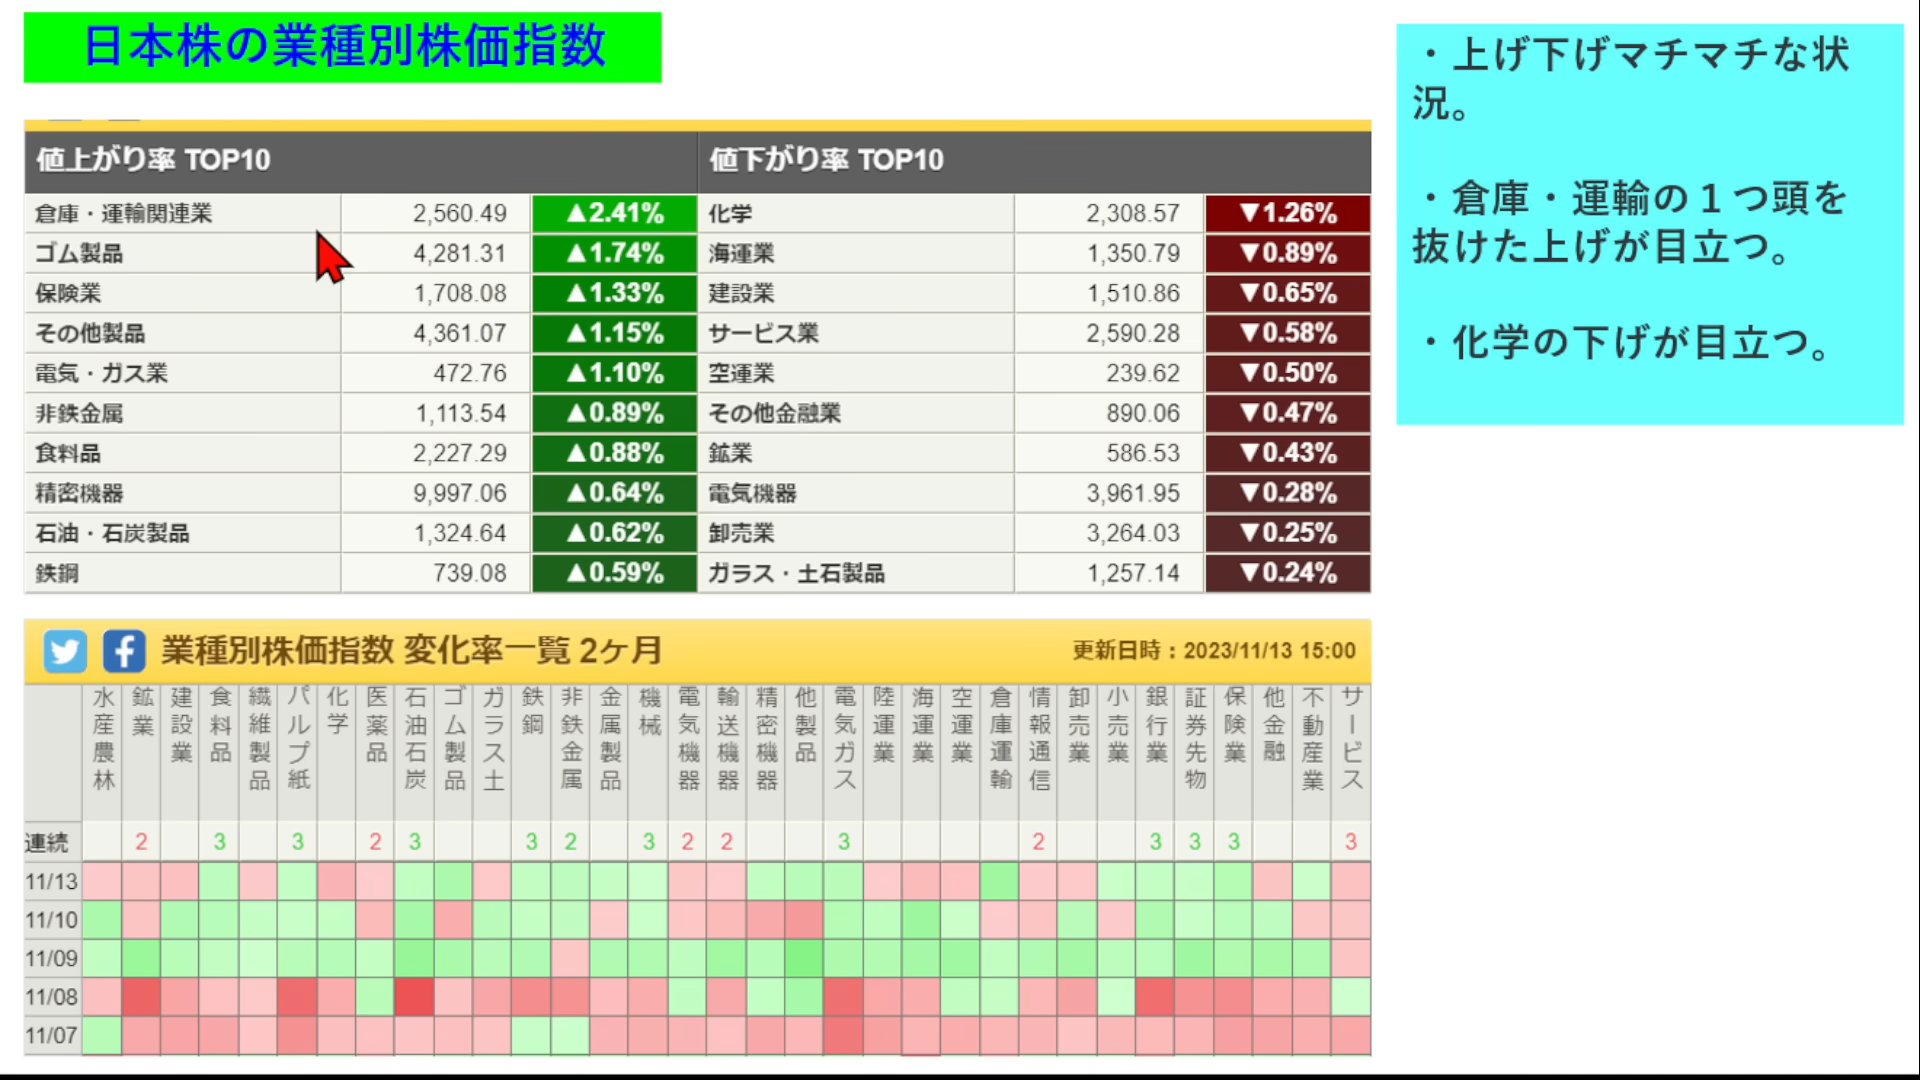 日本株の業種別株価指数
・上げ下げマチマチな状
況。
・倉庫・運輸の１つ頭を
抜けた上げが目立つ。
・化学の下げが目立つ。
値上がり率 TOP10 値下がり率 TOP10
倉庫・運輸関連業 2,560.49 ▲2.41% 化学 2,308.57 ▼1.26%
ゴム製品 4,281.31 ▲1.74% 海運業 1,350.79 ▼0.89%
保険業 1,708.08 ▲1.33% 建設業 1,510.86 ▼0.65%
その他製品 4,361.07 ▲1.15% サービス業 2,590.28 ▼0.58%
電気・ガス業 472.76 ▲1.10% 空運業 239.62 ▼0.50%
非鉄金属 1,113.54 ▲0.89% その他金融業 890.06 ▼0.47%
食料品 2,227.29 ▲0.88% 鉱業 586.53 ▼0.43%
精密機器 9,997.06 ▲0.64% 電気機器 3,961.95 ▼0.28%
石油・石炭製品 1,324.64 ▲0.62% 卸売業 3,264.03 ▼0.25%
鉄鋼 739.08 ▲0.59% ガラス・土石製品 1,257.14 ▼0.24%
業種別株価指数 変化率一覧 2ケ月 更新日時：2023/11/13 15:00
水産農林 鉱業 建設業 食料品 繊維製品 パルプ紙 化学 医薬品 石油石炭 ゴム製品 ガラス土 鉄鋼 非鉄金属 金属製品 機械 電気機器 輸送機器 精密機器 他製品 電気ガス 陸運業 海運業 空運業 倉庫運輸 情報通信 卸売業 小売業 銀行業 証券先物 保険業 他金融 不動産業 サービス
連続 2 3 3 2 3 3 2 3 2 2 3 2 3 3 3 3
11/13
11/10
11/09
11/08
11/07